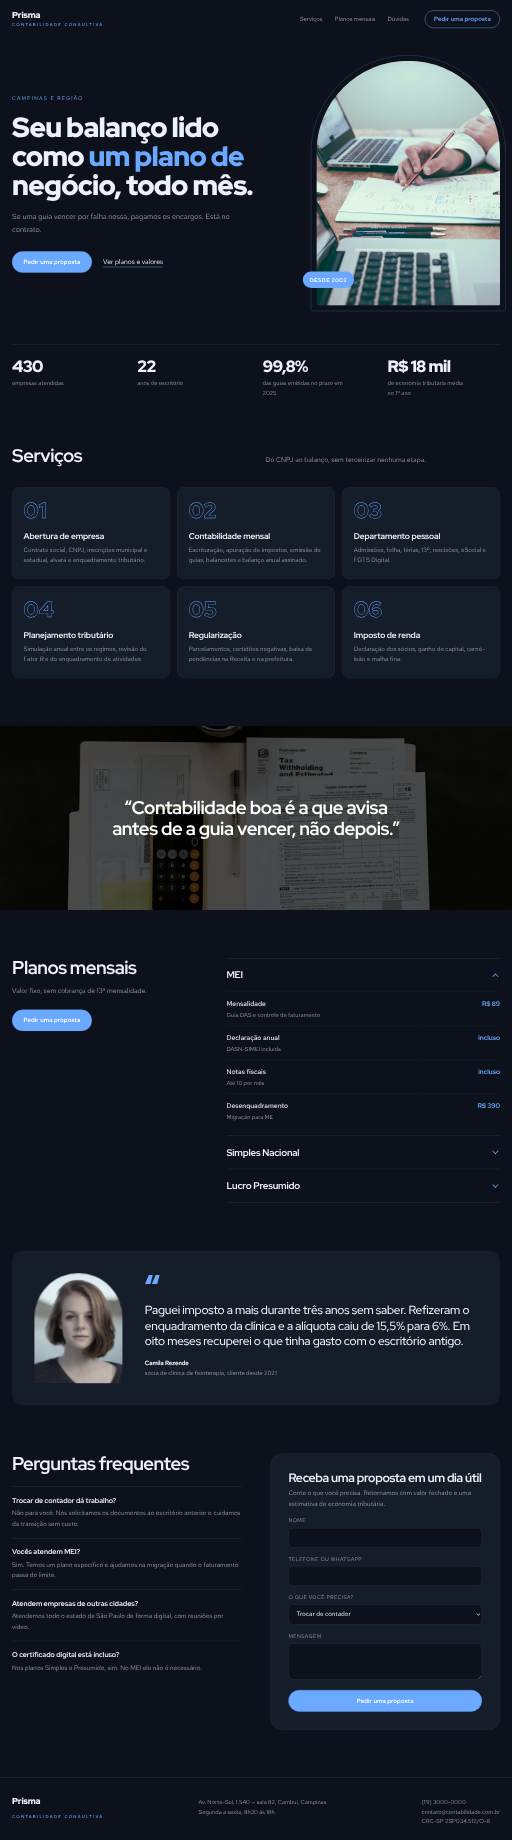 Prisma
CONTABILIDADE CONSULTIVA
Serviços
Planos mensais
Dúvidas
Pedir uma proposta
CAMPINAS E REGIÃO
Seu balanço lido
como um plano de
negócio, todo mês.
Se uma guia vencer por falha nossa, pagamos os encargos. Está no
contrato.
Pedir uma proposta
Ver planos e valores
DESDE 2002
430
empresas atendidas
22
anos de escritório
99,8%
das guias emitidas no prazo em
2025
R$ 18 mil
de economia tributária média
no 1º ano
Serviços
Do CNPJ ao balanço, sem terceirizar nenhuma etapa.
01
Abertura de empresa
Contrato social, CNPJ, inscrições municipal e
estadual, alvará e enquadramento tributário.
02
Contabilidade mensal
Escrituração, apuração de impostos, emissão de
guias, balancetes e balanço anual assinado.
03
Departamento pessoal
Admissões, folha, férias, 13º, rescisões, eSocial e
FGTS Digital.
04
Planejamento tributário
Simulação anual entre os regimes, revisão do
Fator R e do enquadramento de atividades.
05
Regularização
Parcelamentos, certidões negativas, baixa de
pendências na Receita e na prefeitura.
06
Imposto de renda
Declaração dos sócios, ganho de capital, carnê-
leão e malha fina.
Tax
Withholding
and Estimated
“Contabilidade boa é a que avisa
antes de a guia vencer, não depois.”
Planos mensais
Valor fixo, sem cobrança de 13ª mensalidade.
Pedir uma proposta
MEI
Mensalidade
R$ 89
Guia DAS e controle de faturamento
Declaração anual
incluso
DASN-SIMEI incluída
Notas fiscais
incluso
Até 10 por mês
Desenquadramento
R$ 390
Migração para ME
Simples Nacional
Lucro Presumido
“
Paguei imposto a mais durante três anos sem saber. Refizeram o
enquadramento da clínica e a alíquota caiu de 15,5% para 6%. Em
oito meses recuperei o que tinha gasto com o escritório antigo.
Camila Rezende
sócia de clínica de fisioterapia, cliente desde 2021
Perguntas frequentes
Trocar de contador dá trabalho?
Não para você. Nós solicitamos os documentos ao escritório anterior e cuidamos
da transição sem custo.
Vocês atendem MEI?
Sim. Temos um plano específico e ajudamos na migração quando o faturamento
passa do limite.
Atendem empresas de outras cidades?
Atendemos todo o estado de São Paulo de forma digital, com reuniões por
vídeo.
O certificado digital está incluso?
Nos planos Simples e Presumido, sim. No MEI ele não é necessário.
Receba uma proposta em um dia útil
Conte o que você precisa. Retornamos com valor fechado e uma
estimativa de economia tributária.
NOME
TELEFONE OU WHATSAPP
O QUE VOCÊ PRECISA?
Trocar de contador
MENSAGEM
Pedir uma proposta
Prisma
CONTABILIDADE CONSULTIVA
Av. Norte-Sul, 1.540 — sala 82, Cambuí, Campinas
Segunda a sexta, 8h30 às 18h
(19) 3000-0000
contato@contabilidade.com.br
CRC-SP 2SP034.512/O-8